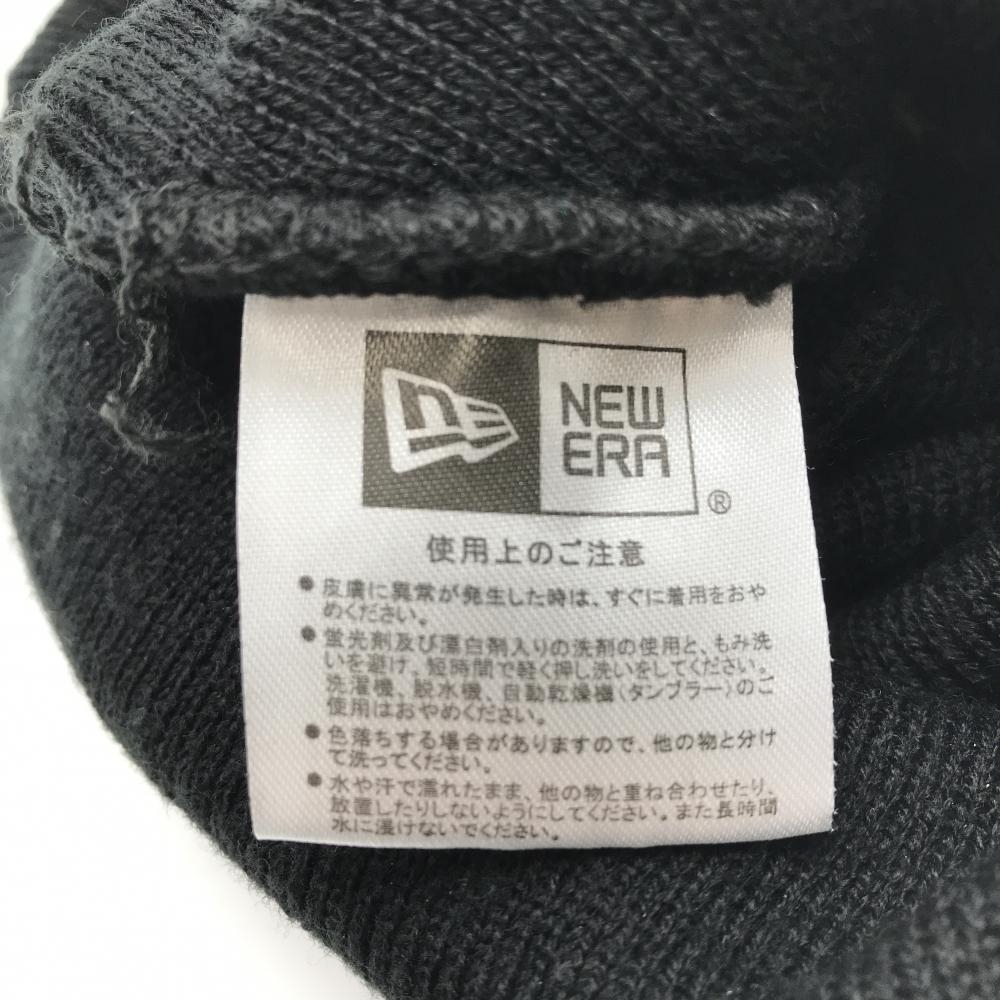 NEW
ERA
®
使用上のご注意
●皮膚に異常が発生した時は、すぐに着用をおや
めください。
●蛍光剤及び漂白剤入りの洗剤の使用と、もみ洗
いを避け、短時間で軽く押し洗いをしてください。
洗濯機、脱水機、自動乾燥機(タンブラー)のご
使用はおやめください。
●色落ちする場合がありますので、他の物と分け
て洗ってください。
●水や汗で濡れたまま、他の物と重ね合わせたり、
放置したりしないようにしてください。また長時間
水に浸けないでください。